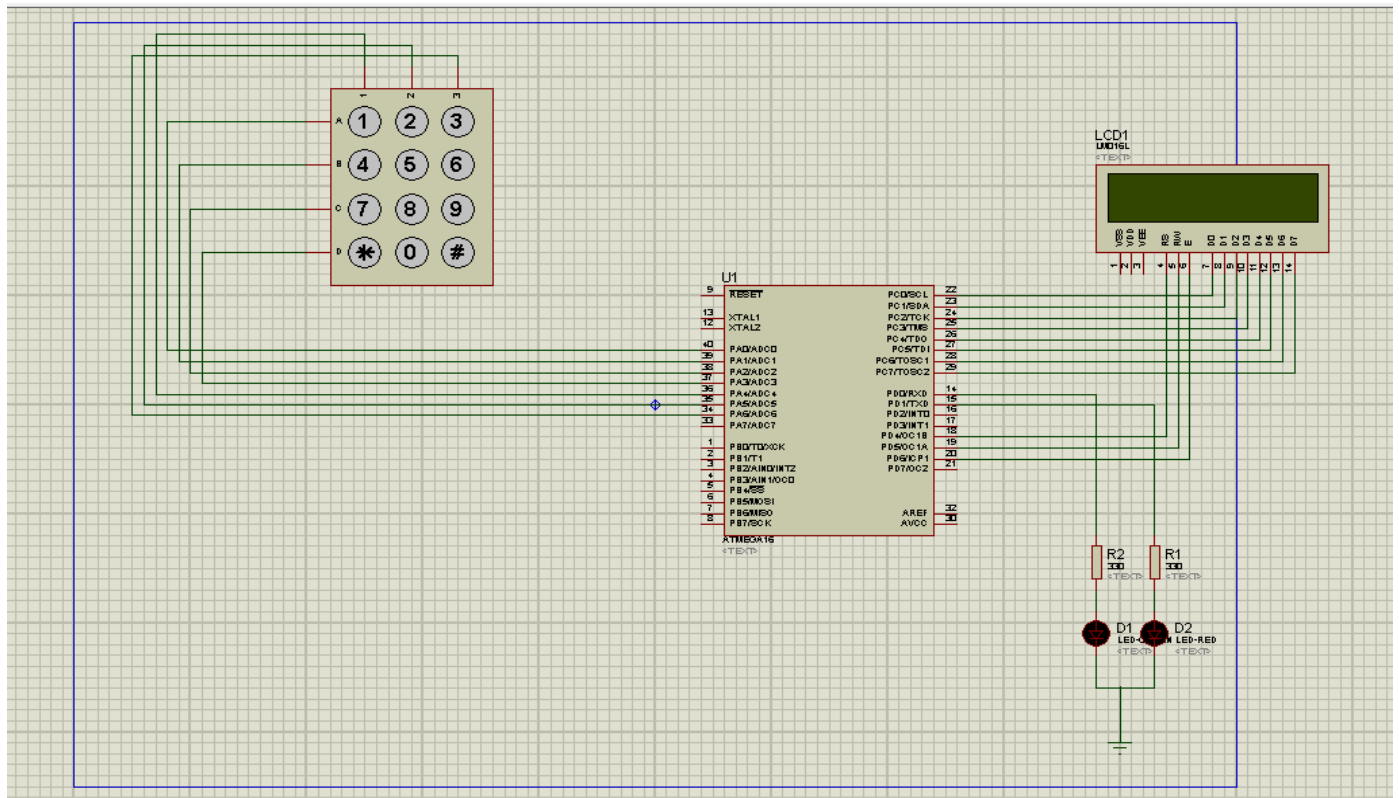 1 2 3
A 1 2 3
B 4 5 6
C 7 8 9
D * 0 #
LCD1
LM016L
<TEXT>
VSS VDD VEE RS RW E D0 D1 D2 D3 D4 D5 D6 D7
1 2 3 4 5 6 7 8 9 10 11 12 13 14
U1
9 RESET
13 XTAL1
12 XTAL2
40 PA0/ADC0
39 PA1/ADC1
38 PA2/ADC2
37 PA3/ADC3
36 PA4/ADC4
35 PA5/ADC5
34 PA6/ADC6
33 PA7/ADC7
1 PB0/T0/XCK
2 PB1/T1
3 PB2/AIN0/INT2
4 PB3/AIN1/OC0
5 PB4/SS
6 PB5/MOSI
7 PB6/MISO
8 PB7/SCK
PC0/SCL 22
PC1/SDA 23
PC2/TCK 24
PC3/TMS 25
PC4/TDO 26
PC5/TDI 27
PC6/TOSC1 28
PC7/TOSC2 29
PD0/RXD 14
PD1/TXD 15
PD2/INT0 16
PD3/INT1 17
PD4/OC1B 18
PD5/OC1A 19
PD6/ICP1 20
PD7/OC2 21
AREF 32
AVCC 30
ATMEGA16
<TEXT>
R2
330
<TEXT>
R1
330
<TEXT>
D1
<TEXT>
D2
LED-RED
<TEXT>